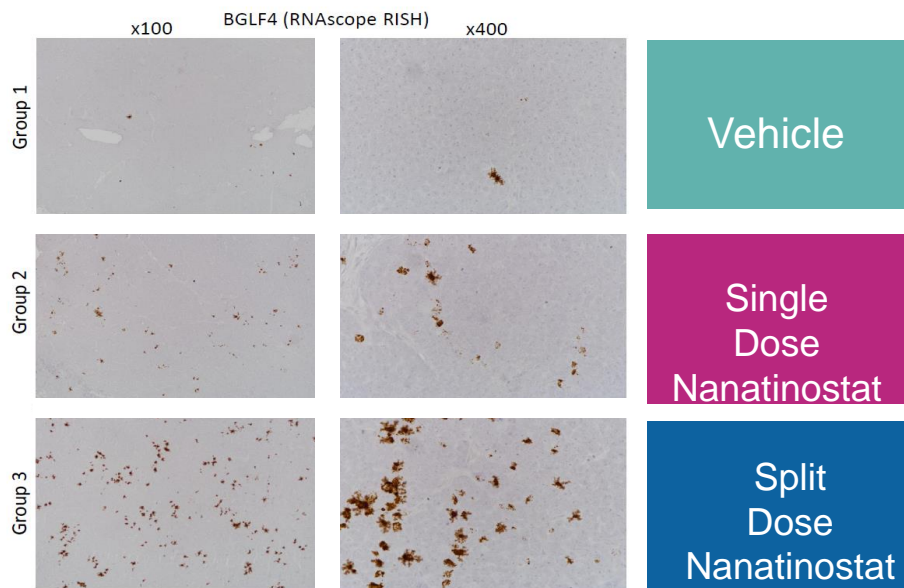 BGLF4 (RNAscope RISH)
x100
x400
Group 1
Vehicle
Group 2
Single
Dose
Nanatinostat
Group 3
Split
Dose
Nanatinostat